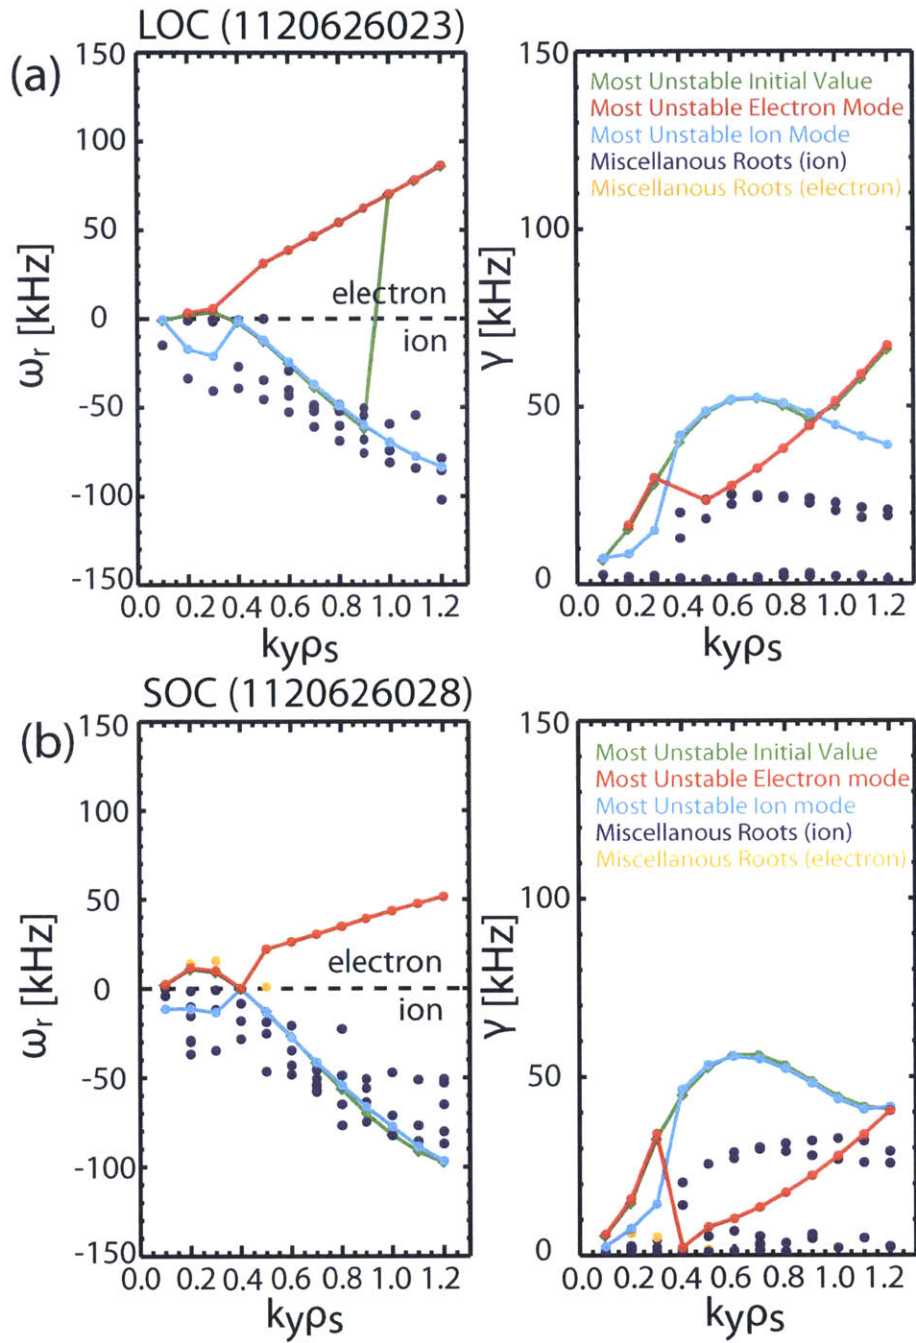 LOC (1120626023)
(a)
150
100
50
0
-50
-100
-150
ωr [kHz]
electron
ion
0.0 0.2 0.4 0.6 0.8 1.0 1.2
kyρs
150
100
50
0
γ [kHz]
Most Unstable Initial Value
Most Unstable Electron Mode
Most Unstable Ion Mode
Miscellanous Roots (ion)
Miscellanous Roots (electron)
0.0 0.2 0.4 0.6 0.8 1.0 1.2
kyρs
SOC (1120626028)
(b)
150
100
50
0
-50
-100
-150
ωr [kHz]
electron
ion
0.0 0.2 0.4 0.6 0.8 1.0 1.2
kyρs
150
100
50
0
γ [kHz]
Most Unstable Initial Value
Most Unstable Electron mode
Most Unstable Ion mode
Miscellanous Roots (ion)
Miscellanous Roots (electron)
0.0 0.2 0.4 0.6 0.8 1.0 1.2
kyρs